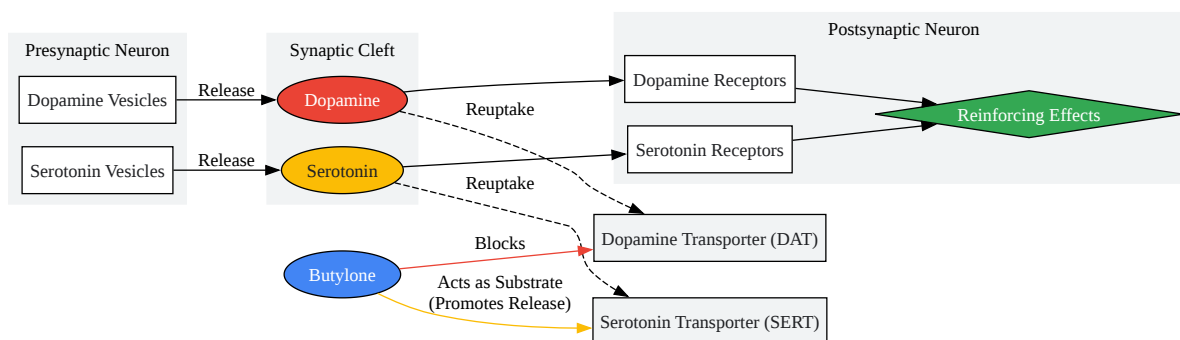 Presynaptic Neuron
Synaptic Cleft
Postsynaptic Neuron
Dopamine Vesicles
Release
Dopamine
Dopamine Receptors
Reuptake
Reinforcing Effects
Serotonin Vesicles
Release
Serotonin
Serotonin Receptors
Reuptake
Dopamine Transporter (DAT)
Blocks
Butylone
Acts as Substrate
(Promotes Release)
Serotonin Transporter (SERT)